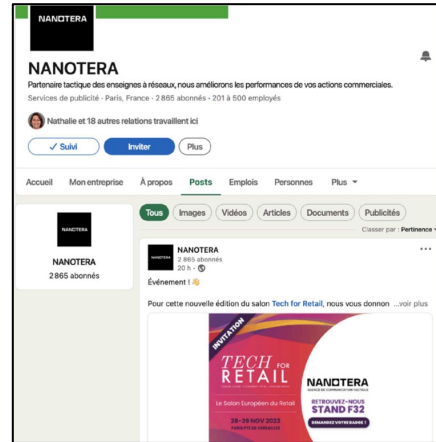 NANOTERA
NANOTERA
Partenaire tactique des enseignes à réseaux, nous améliorons les performances de vos actions commerciales.
Services de publicité · Paris, France · 2 865 abonnés · 201 à 500 employés
Nathalie et 18 autres relations travaillent ici
✓ Suivi Inviter Plus
Accueil Mon entreprise À propos Posts Emplois Personnes Plus
Tous Images Vidéos Articles Documents Publicités
Classer par : Pertinence
NANOTERA
NANOTERA
2 865 abonnés
NANOTERA
NANOTERA
2 865 abonnés
20 h ·
Événement ! 👋
Pour cette nouvelle édition du salon Tech for Retail, nous vous donnon ...voir plus
INVITATION
TECH FOR
RETAIL
Le Salon Européen du Retail
28-29 NOV 2023
NANOTERA
RETROUVEZ-NOUS
STAND F32
DEMANDEZ VOTRE BADGE !